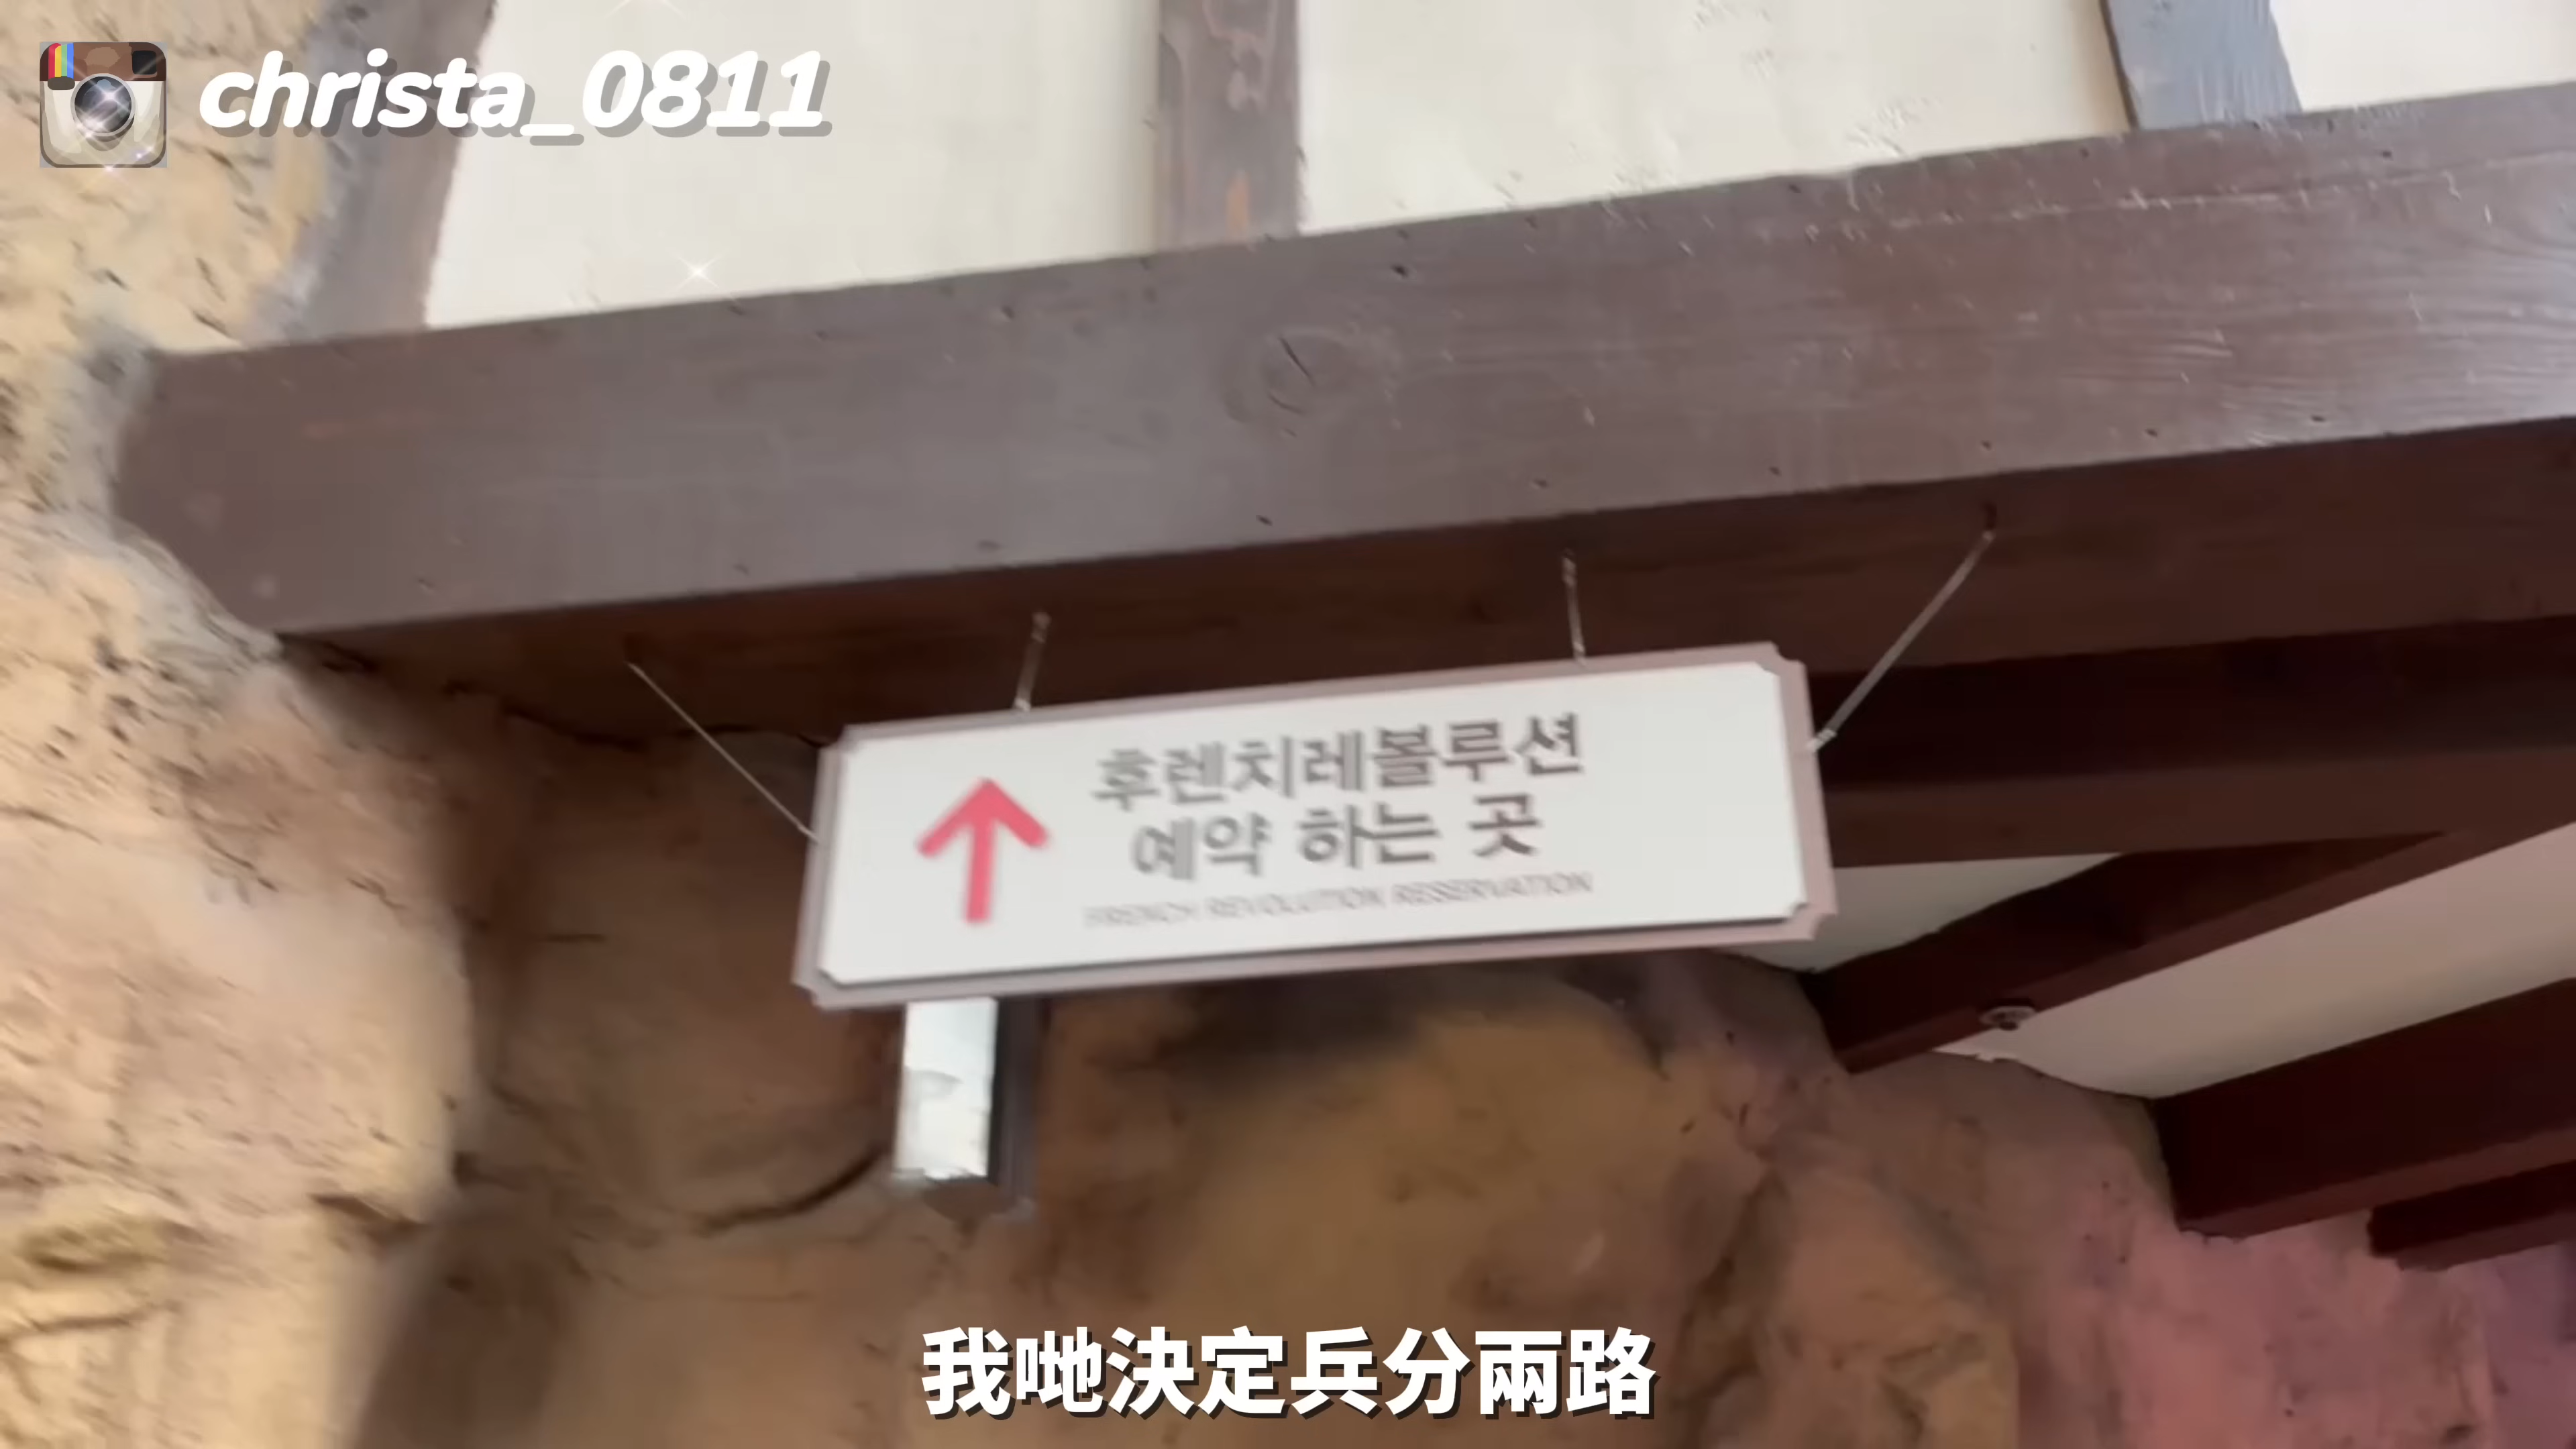 christa_0811
후렌치레볼루션
예약 하는 곳
FRENCH REVOLUTION RESERVATION
我哋決定兵分兩路